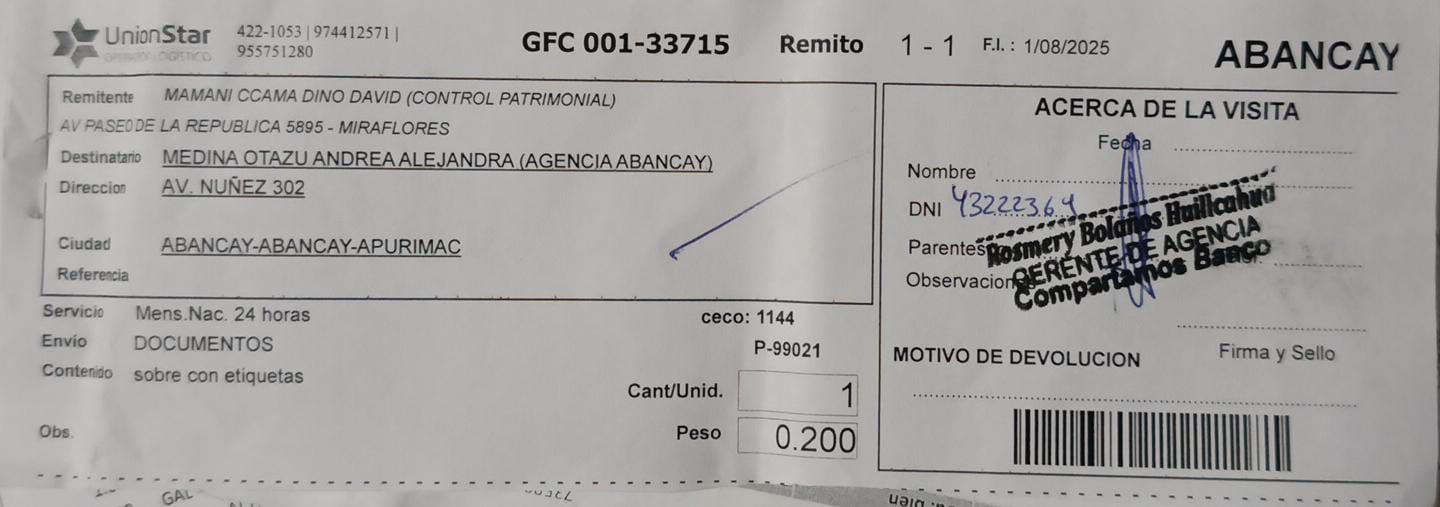 UnionStar
OPERADOR LOGISTICO
422-1053 | 974412571 |
955751280
GFC 001-33715 Remito 1 - 1 F.I. : 1/08/2025 ABANCAY
Remitente MAMANI CCAMA DINO DAVID (CONTROL PATRIMONIAL)
AV PASEO DE LA REPUBLICA 5895 - MIRAFLORES
Destinatario MEDINA OTAZU ANDREA ALEJANDRA (AGENCIA ABANCAY)
Direccion AV. NUÑEZ 302
Ciudad ABANCAY-ABANCAY-APURIMAC
Referencia
Servicio Mens.Nac. 24 horas
ceco: 1144
Envio DOCUMENTOS
P-99021
Contenido sobre con etiquetas
Cant/Unid. 1
Obs.
Peso 0.200
ACERCA DE LA VISITA
Fecha
Nombre
DNI 43222364
Parentes
Observacion
Rosmery Bolaños Huillcahua
GERENTE DE AGENCIA
Compartamos Banco
Firma y Sello
MOTIVO DE DEVOLUCION
GAL